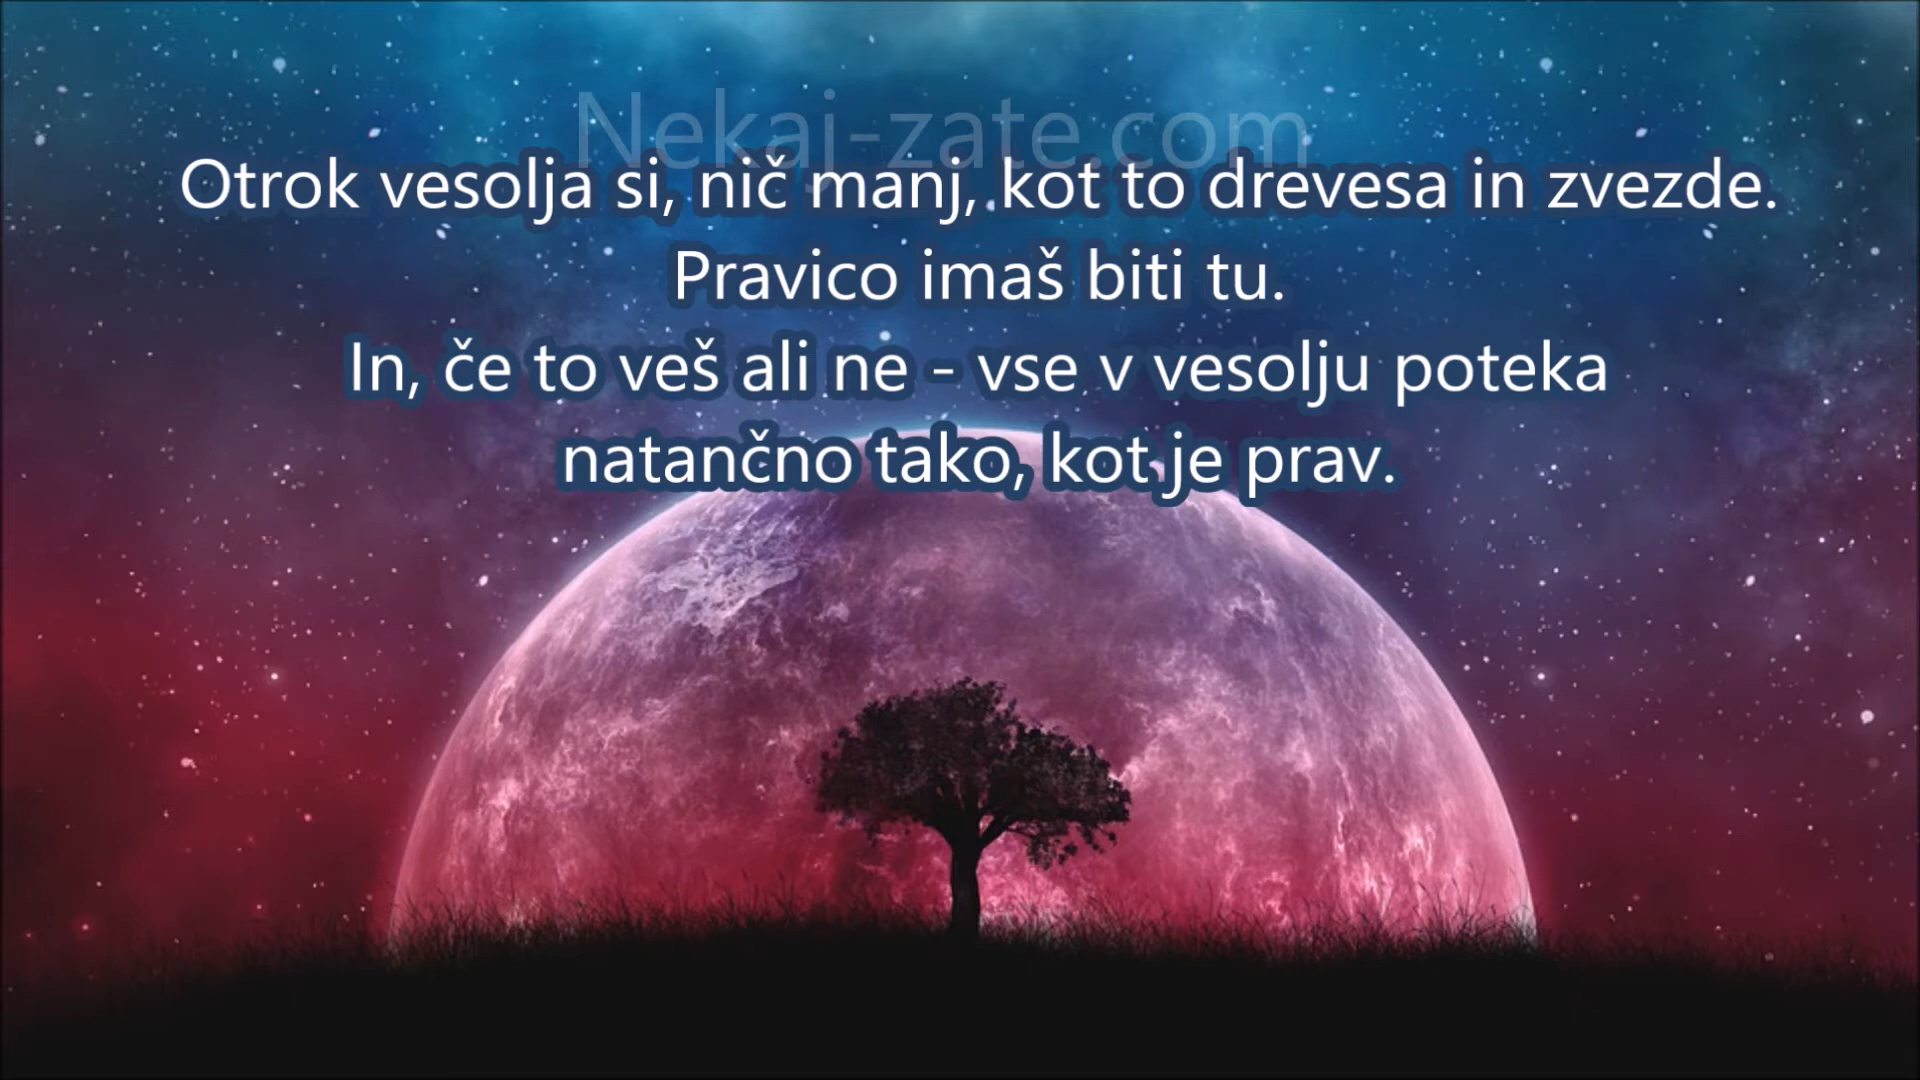 Nekaj-zate.com
Otrok vesolja si, nič manj, kot to drevesa in zvezde.
Pravico imaš biti tu.
In, če to veš ali ne - vse v vesolju poteka
natančno tako, kot je prav.